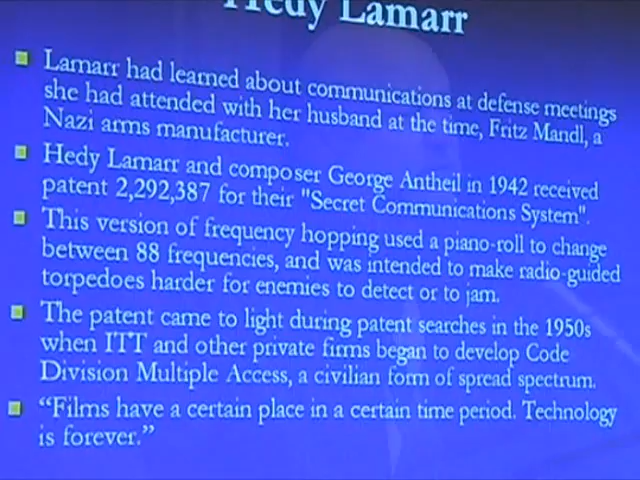 Hedy Lamarr
Lamarr had learned about communications at defense meetings
she had attended with her husband at the time, Fritz Mandl, a
Nazi arms manufacturer.
Hedy Lamarr and composer George Antheil in 1942 received
patent 2,292,387 for their "Secret Communications System".
This version of frequency hopping used a piano-roll to change
between 88 frequencies, and was intended to make radio-guided
torpedoes harder for enemies to detect or to jam.
The patent came to light during patent searches in the 1950s
when ITT and other private firms began to develop Code
Division Multiple Access, a civilian form of spread spectrum.
“Films have a certain place in a certain time period. Technology
is forever.”